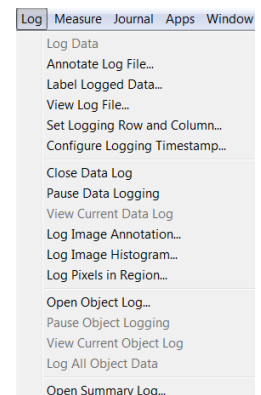 Log Measure Journal Apps Window
Log Data
Annotate Log File...
Label Logged Data...
View Log File...
Set Logging Row and Column...
Configure Logging Timestamp...
Close Data Log
Pause Data Logging
View Current Data Log
Log Image Annotation...
Log Image Histogram...
Log Pixels in Region...
Open Object Log...
Pause Object Logging
View Current Object Log
Log All Object Data
Open Summary Log...